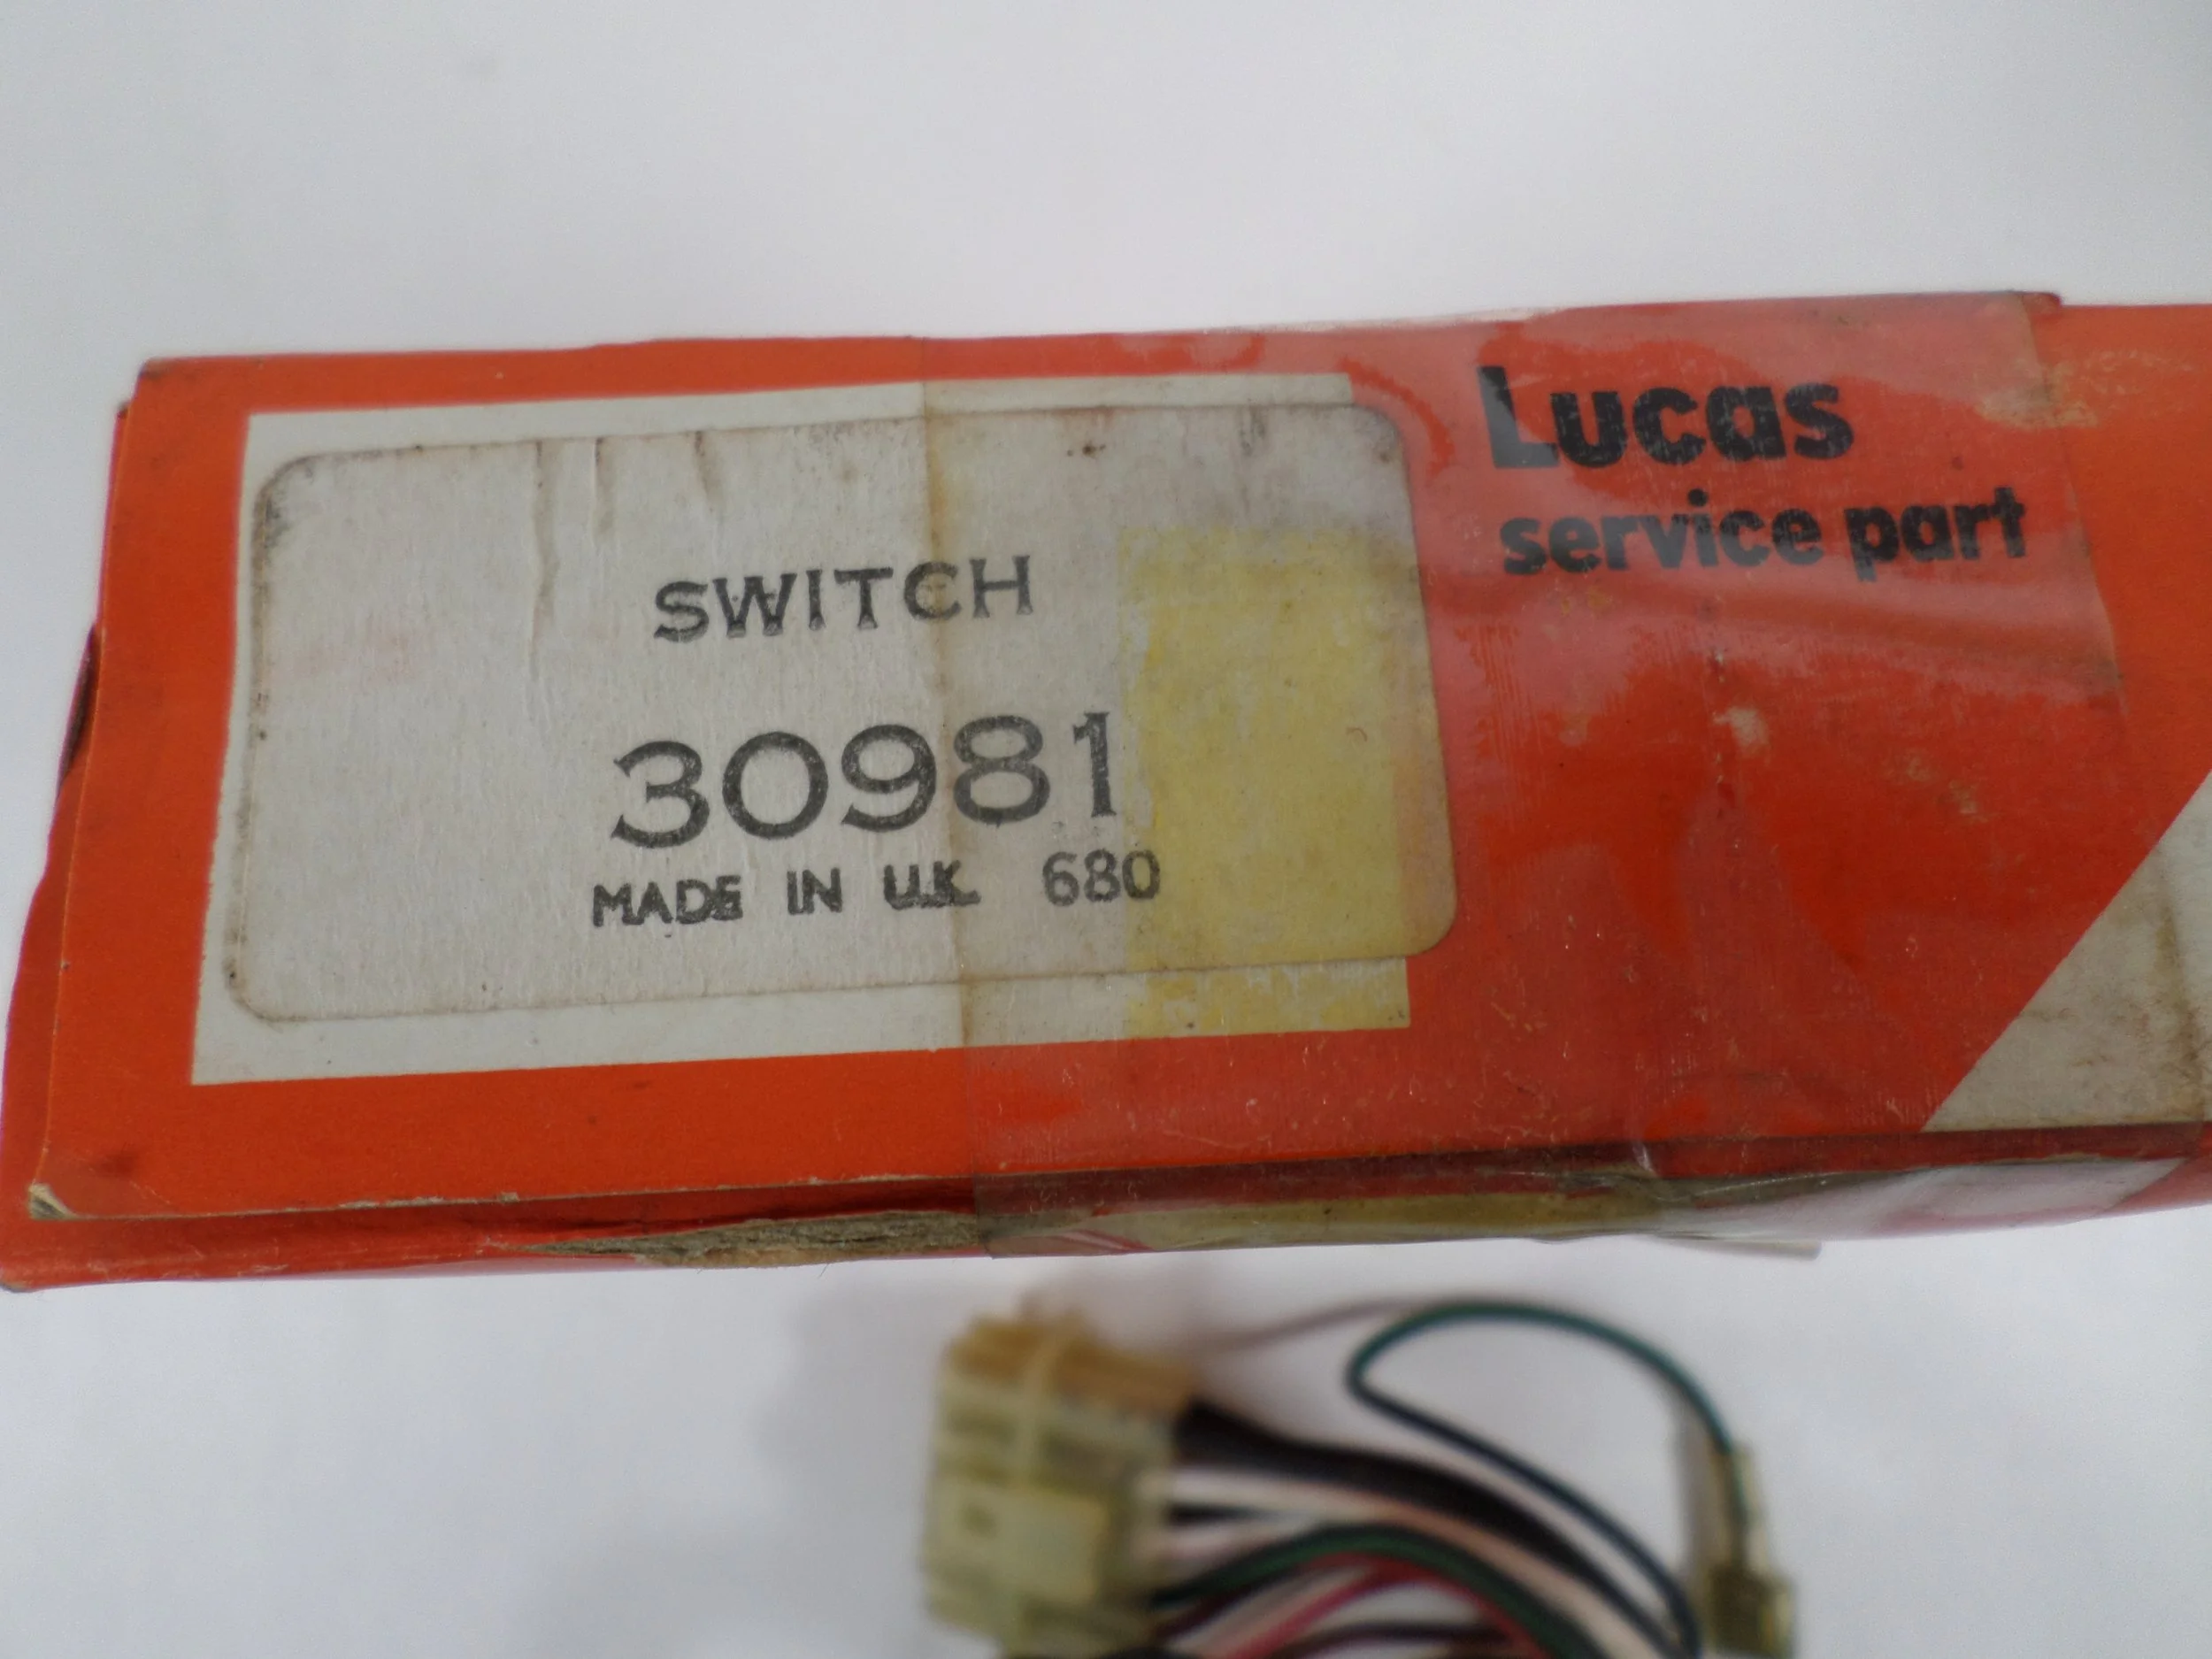 SWITCH
30981
MADE IN U.K. 680
Lucas
service part